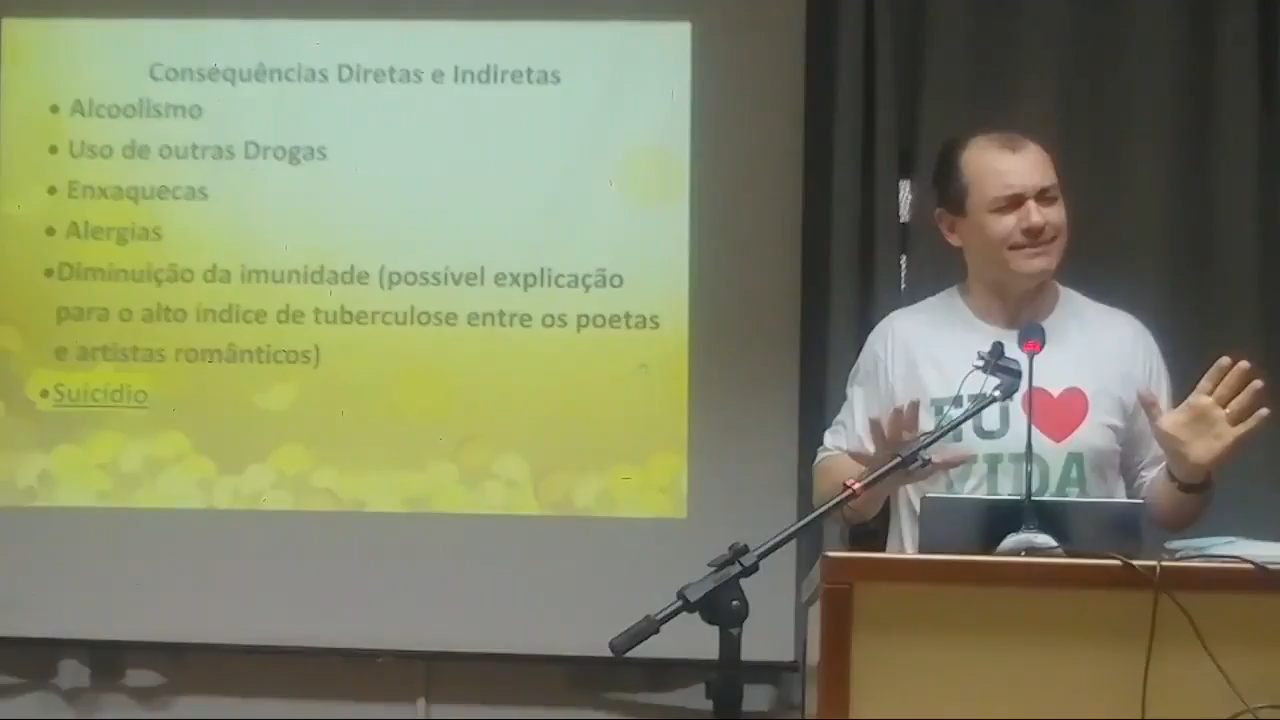 Consequências Diretas e Indiretas
• Alcoolismo
• Uso de outras Drogas
• Enxaquecas
• Alergias
•Diminuição da imunidade (possível explicação
para o alto índice de tuberculose entre os poetas
e artistas românticos)
•Suicídio
EU ❤
VIDA